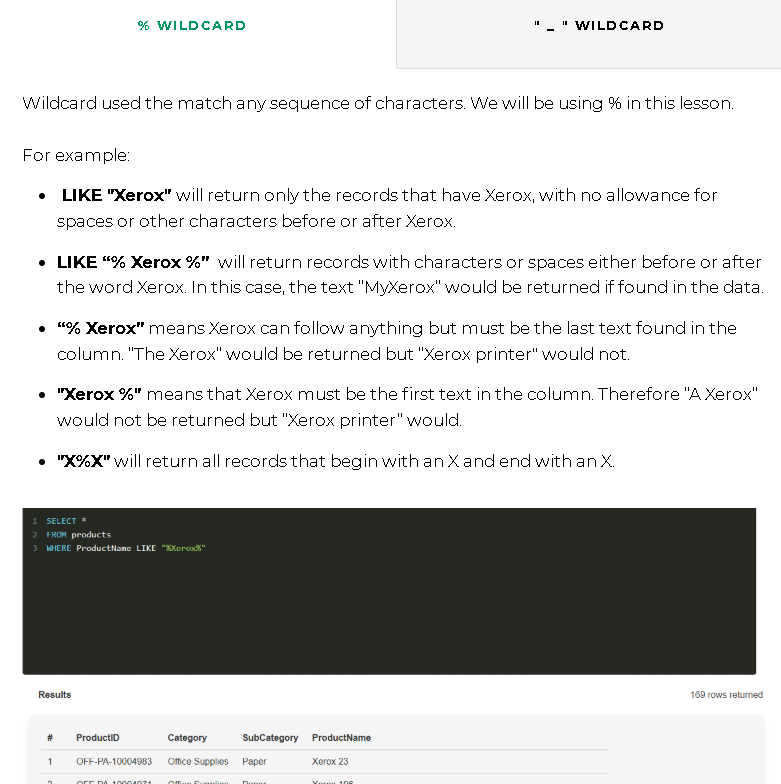 % WILDCARD
" _ " WILDCARD
Wildcard used the match any sequence of characters. We will be using % in this lesson.
For example:
• LIKE "Xerox" will return only the records that have Xerox, with no allowance for
spaces or other characters before or after Xerox.
• LIKE “% Xerox %” will return records with characters or spaces either before or after
the word Xerox. In this case, the text “MyXerox” would be returned if found in the data.
• “% Xerox” means Xerox can follow anything but must be the last text found in the
column. “The Xerox” would be returned but “Xerox printer” would not.
• "Xerox %" means that Xerox must be the first text in the column. Therefore “A Xerox”
would not be returned but “Xerox printer” would.
• "X%X" will return all records that begin with an X and end with an X.
1 SELECT *
2 FROM products
3 WHERE ProductName LIKE "%Xerox%"
Results
169 rows returned
# ProductID Category SubCategory ProductName
1 OFF-PA-10004983 Office Supplies Paper Xerox 23